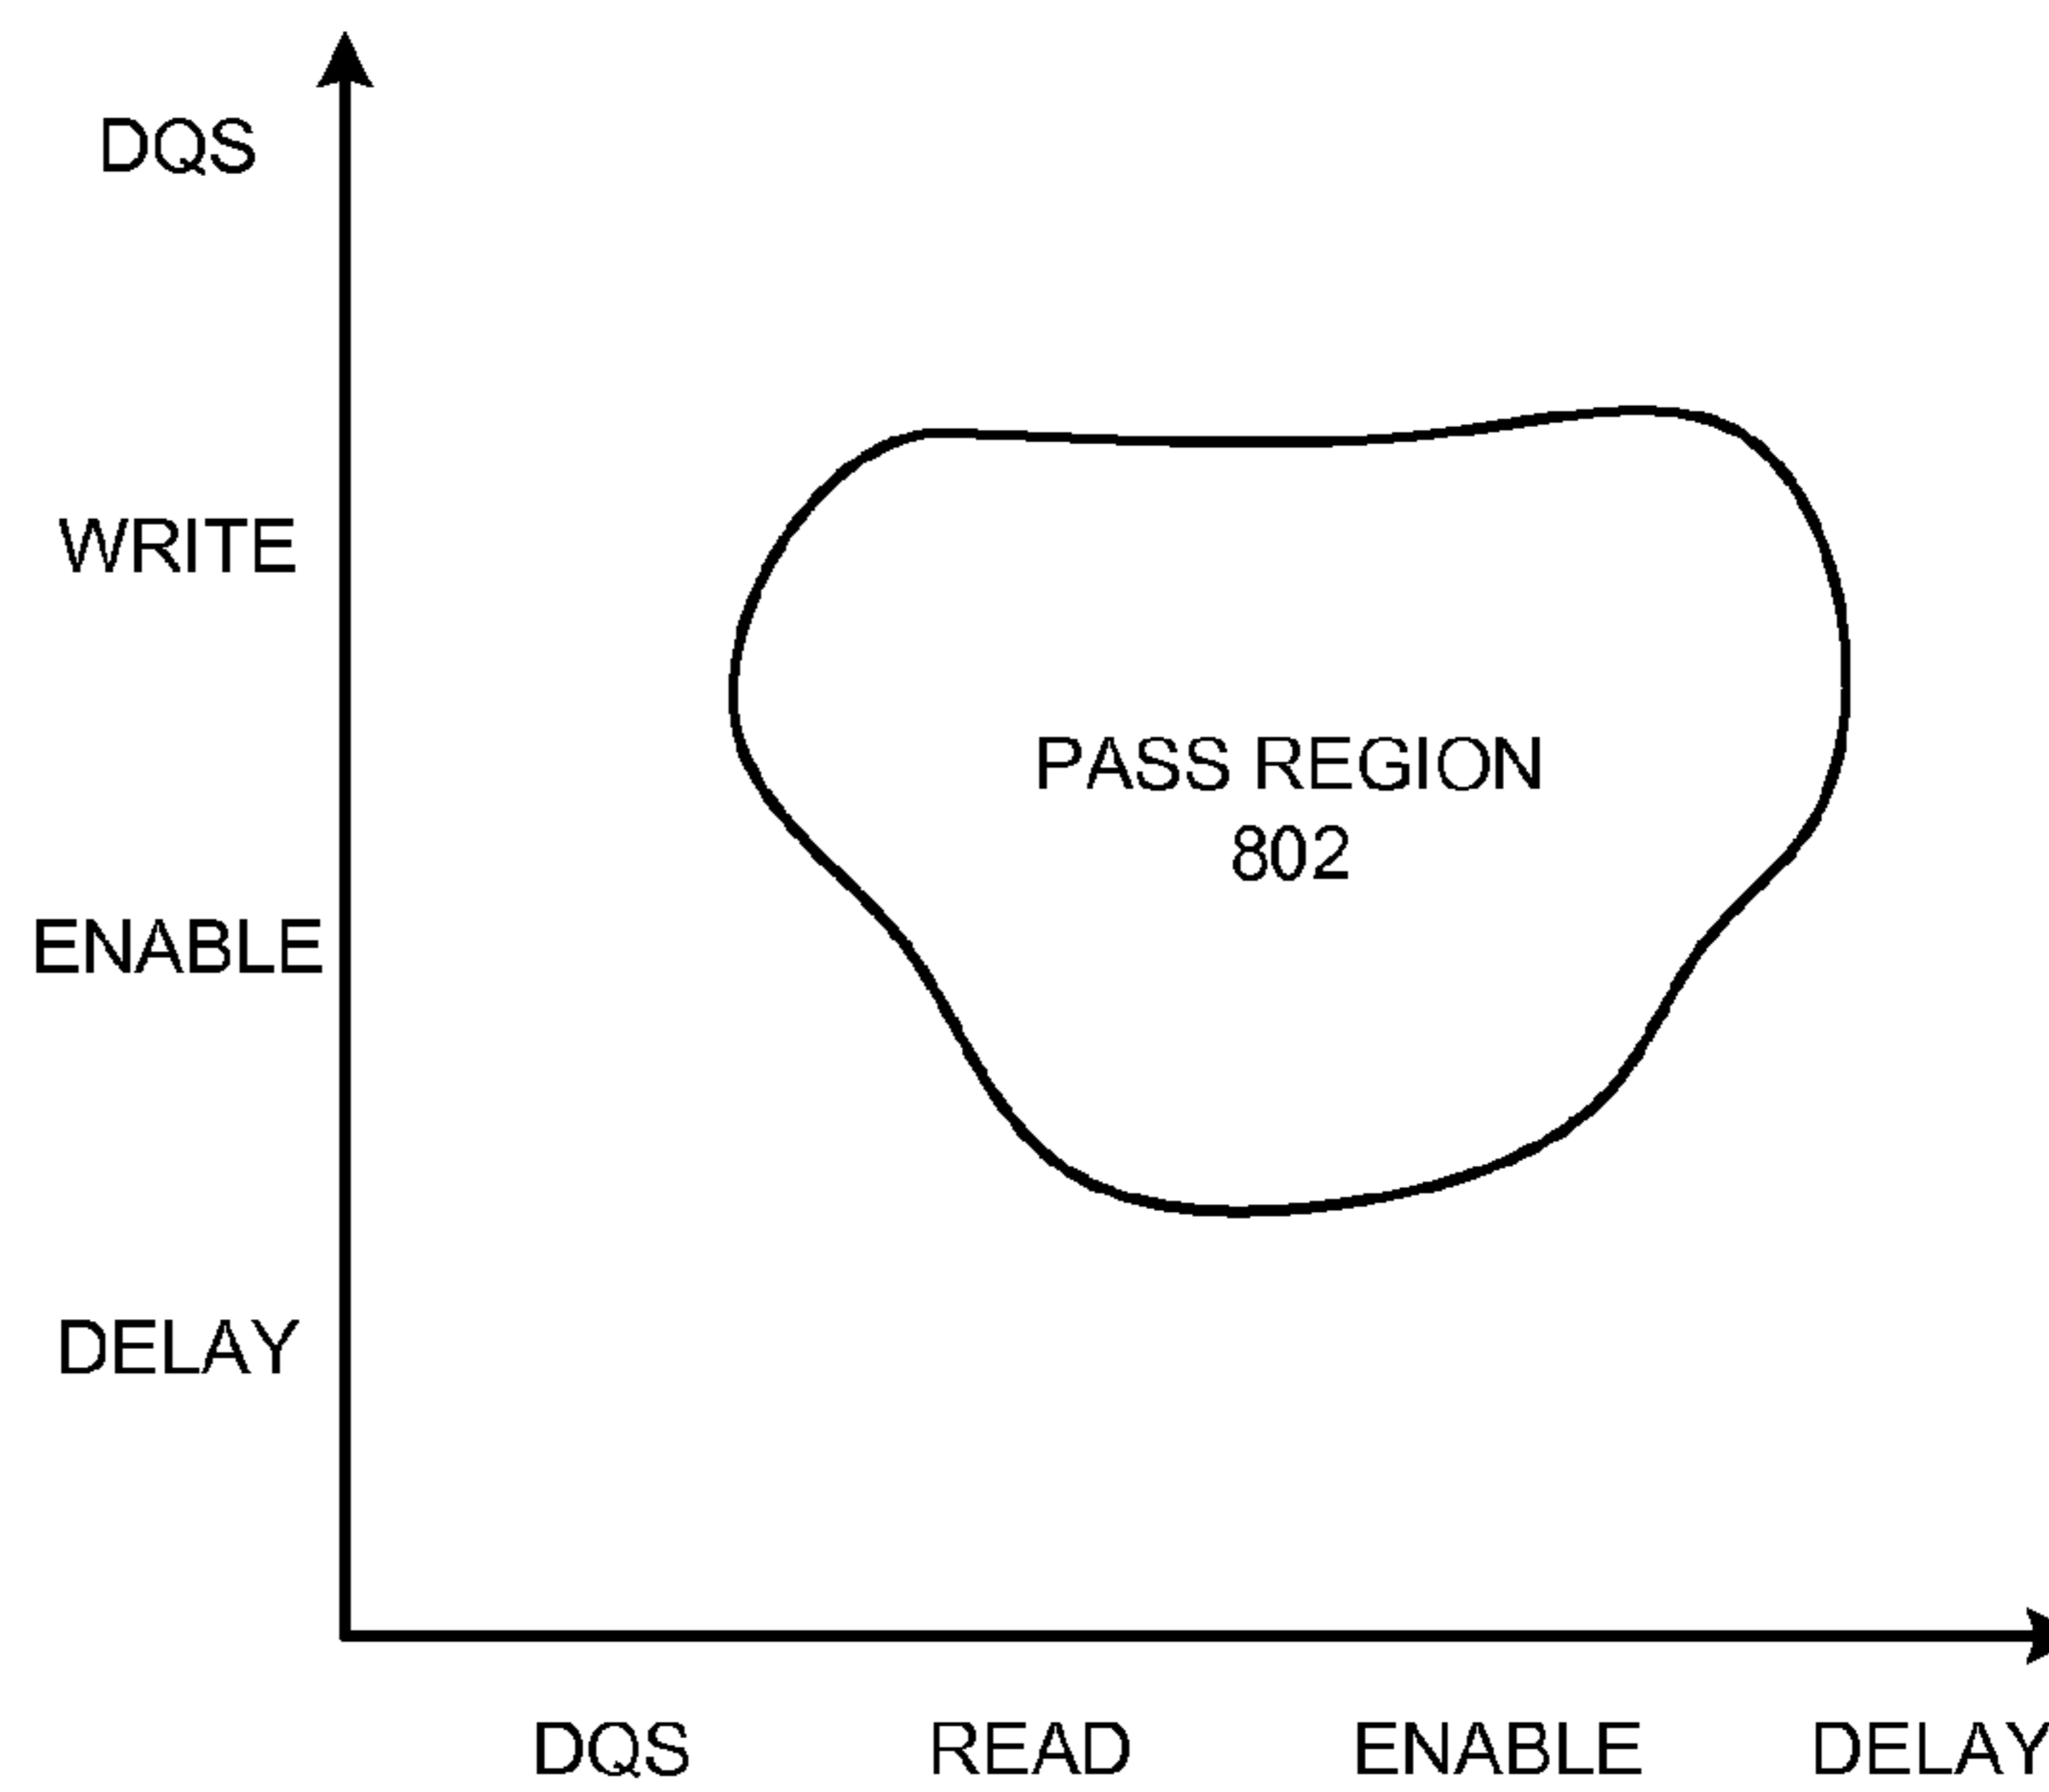 DQS
WRITE
PASS REGION
802
ENABLE
DELAY
DQS READ ENABLE DELAY